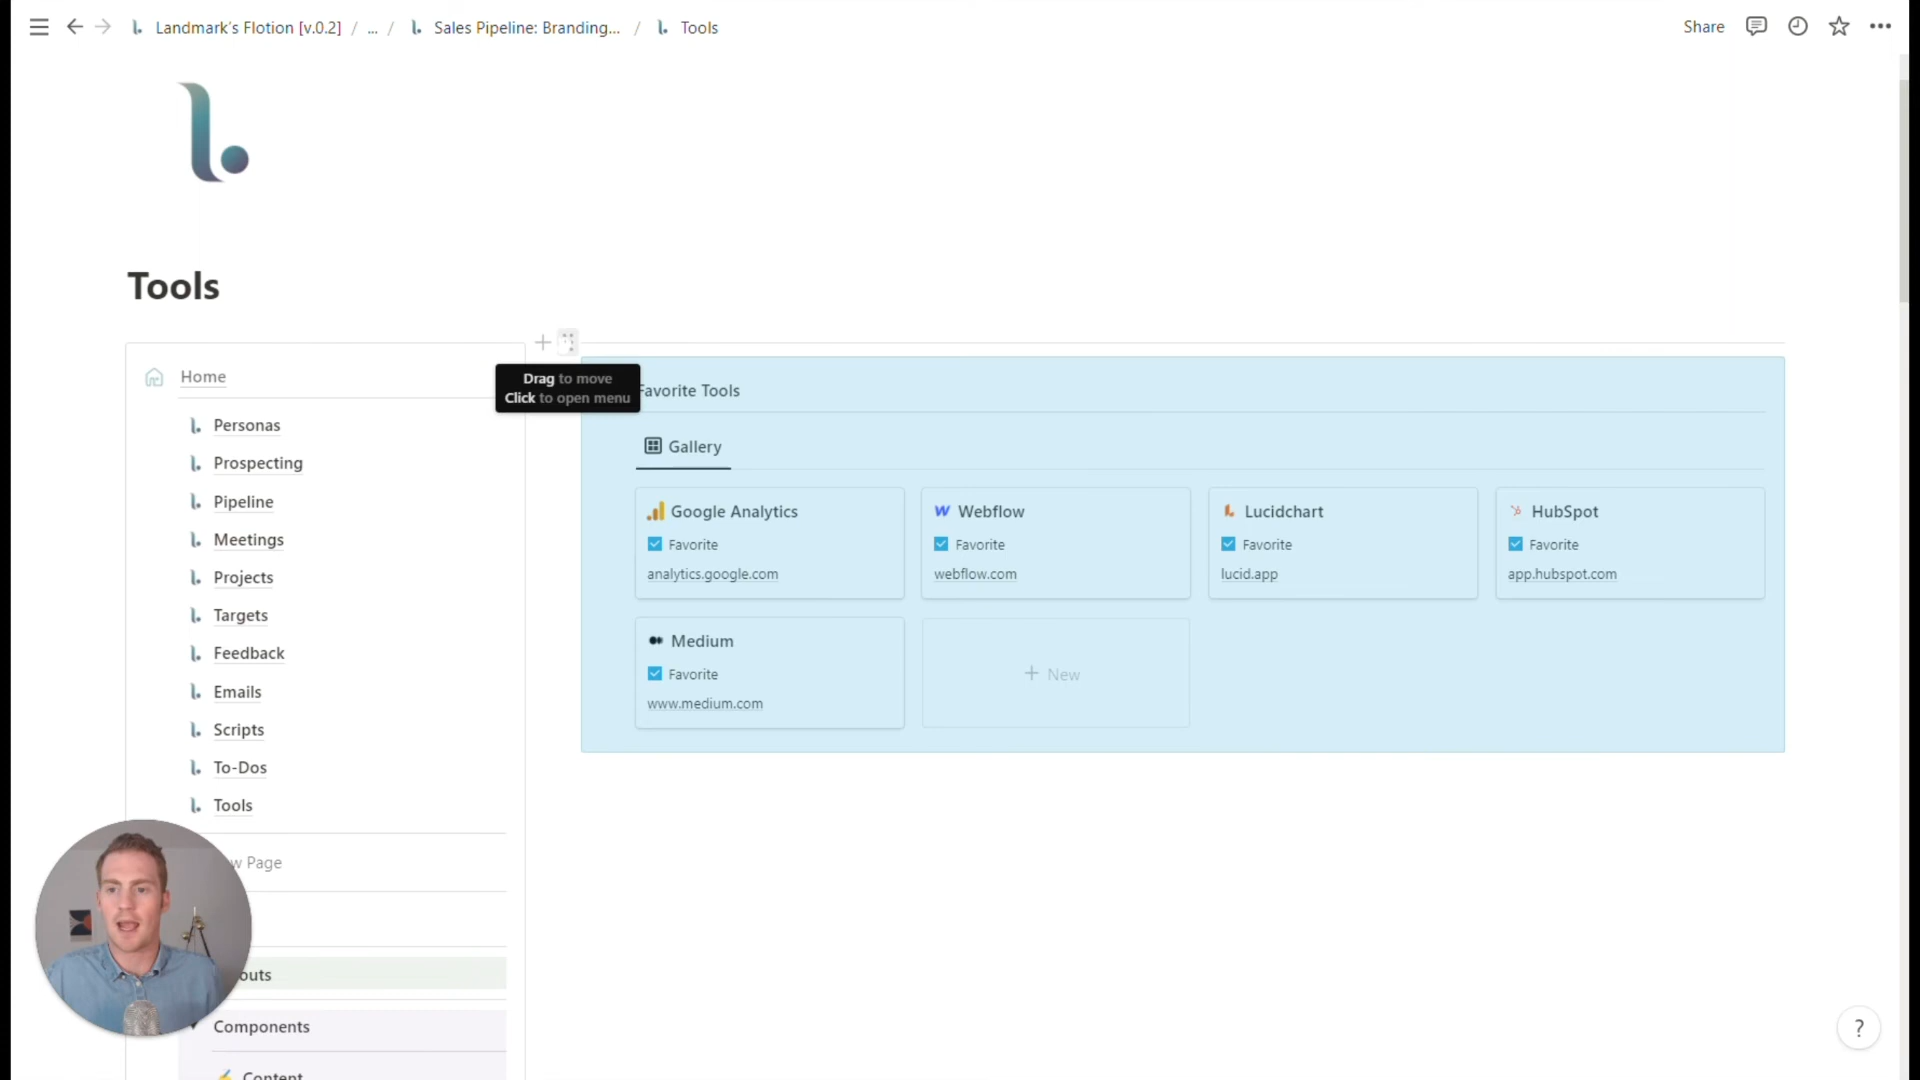 Landmark's Flotion [v.0.2] / ... / Sales Pipeline: Branding... / Tools
Share
Tools
Home
Drag to move
Click to open menu
Favorite Tools
Personas
Gallery
Prospecting
Pipeline
Google Analytics
Favorite
analytics.google.com
Webflow
Favorite
webflow.com
Lucidchart
Favorite
lucid.app
HubSpot
Favorite
app.hubspot.com
Meetings
Projects
Targets
Feedback
Medium
Favorite
www.medium.com
+ New
Emails
Scripts
To-Dos
Tools
Page
Components
Content
?